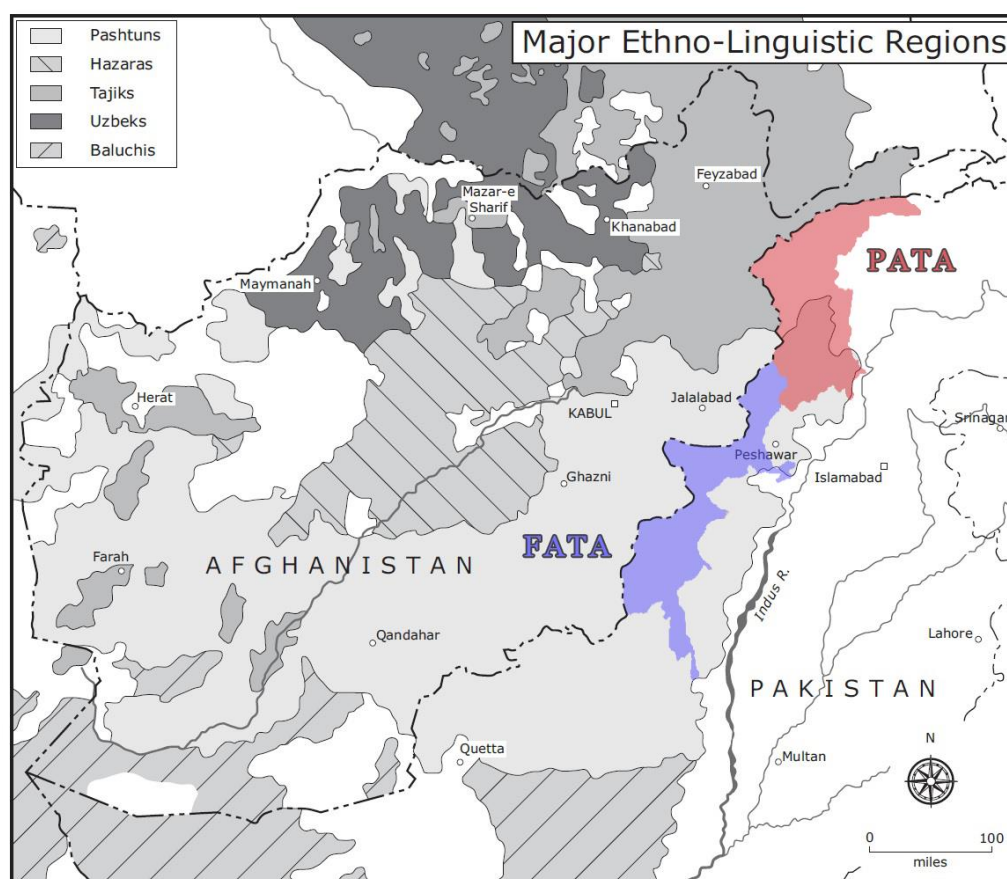 Major Ethno-Linguistic Regions
Pashtuns
Hazaras
Tajiks
Uzbeks
Baluchis
Feyzabad
Mazar-e
Sharif
Khanabad
PATA
Maymanah
Herat
KABUL
Jalalabad
Srinagar
Peshawar
Islamabad
Ghazni
FATA
Farah
AFGHANISTAN
Indus R.
Qandahar
Lahore
PAKISTAN
Quetta
Multan
N
0 100
miles